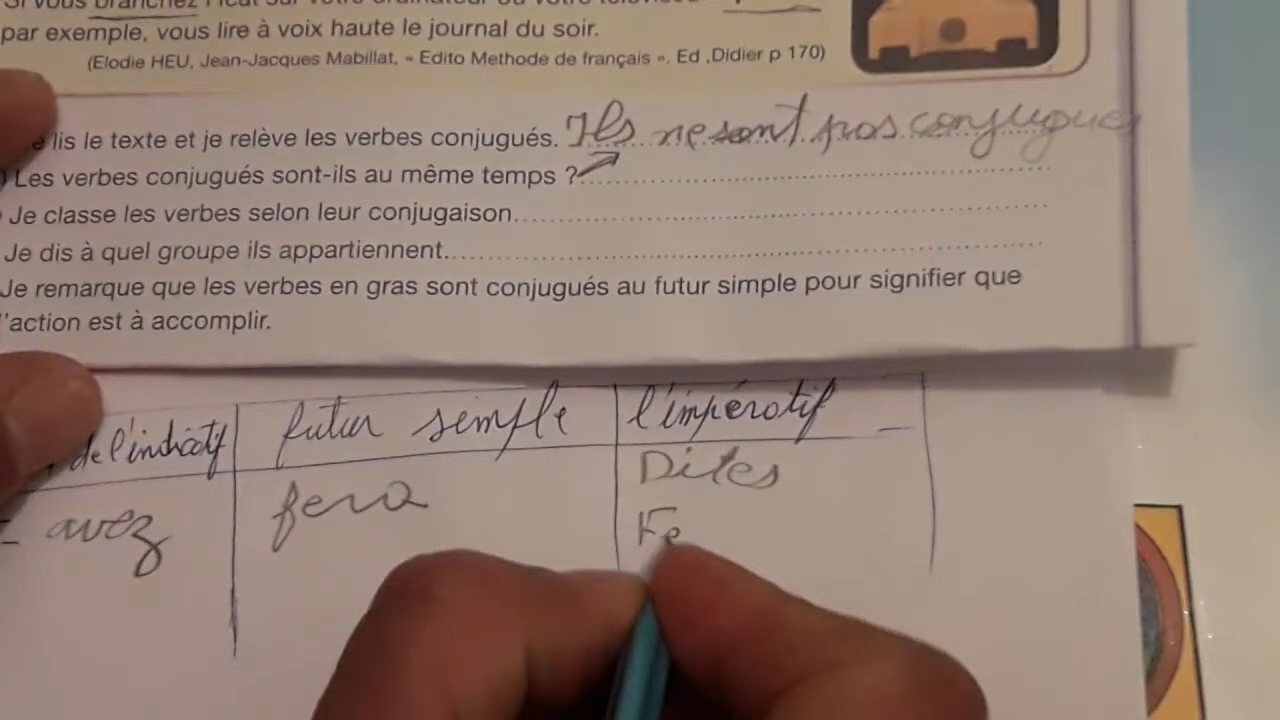 vous branchez
par exemple, vous lire à voix haute le journal du soir.
(Elodie HEU, Jean-Jacques Mabillat, « Edito Methode de français ». Ed ,Didier p 170)
lis le texte et je relève les verbes conjugués. Ils ne sont pas conjugués
) Les verbes conjugués sont-ils au même temps ?
Je classe les verbes selon leur conjugaison
Je dis à quel groupe ils appartiennent.
Je remarque que les verbes en gras sont conjugués au futur simple pour signifier que
l'action est à accomplir.
de l'indicatif futur semple l'impératif
- avez fera Dites
Fe